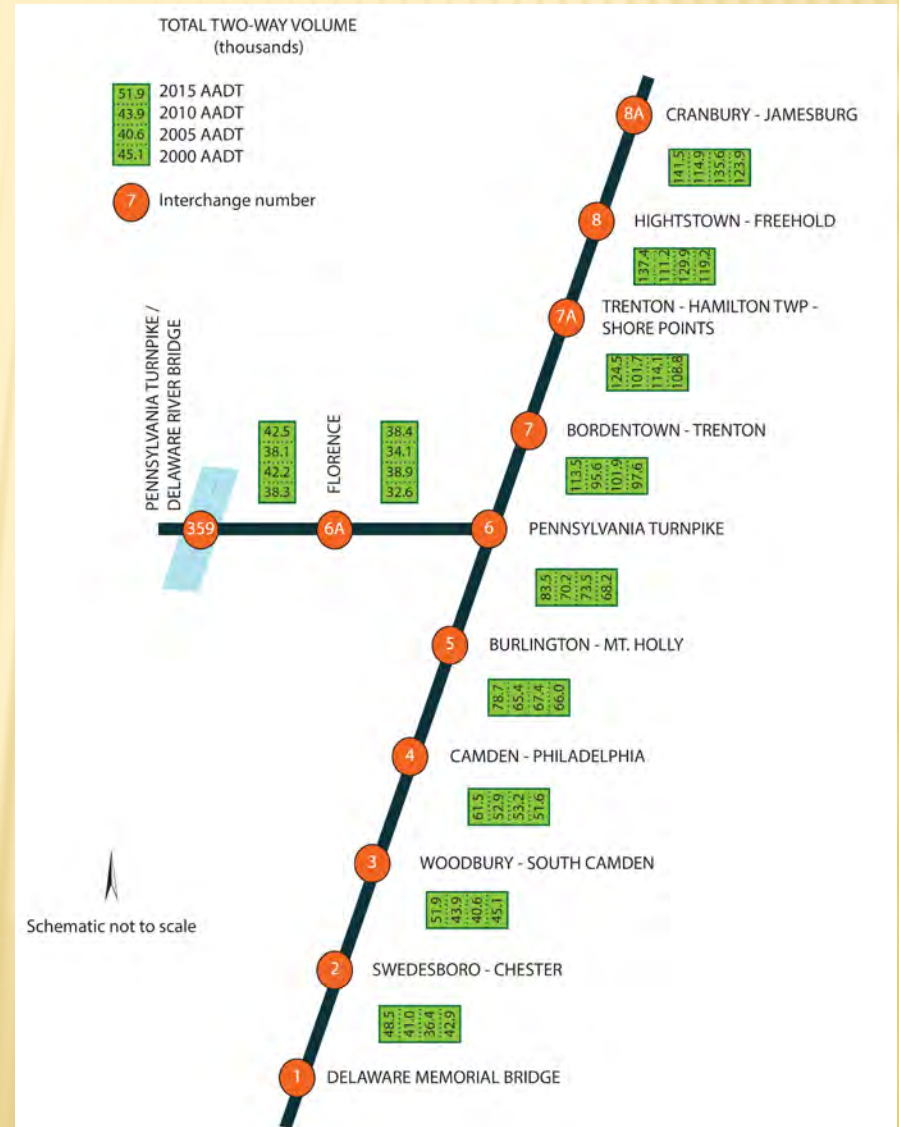 TOTAL TWO-WAY VOLUME
(thousands)
51.9 2015 AADT
43.9 2010 AADT
40.6 2005 AADT
45.1 2000 AADT
7 Interchange number
8A CRANBURY - JAMESBURG
141.5
114.9
135.6
123.9
8 HIGHTSTOWN - FREEHOLD
137.4
111.2
129.9
119.2
7A TRENTON - HAMILTON TWP -
SHORE POINTS
124.5
101.7
114.1
108.8
7 BORDENTOWN - TRENTON
113.5
95.6
101.9
97.6
PENNSYLVANIA TURNPIKE /
DELAWARE RIVER BRIDGE
359
42.5
38.1
42.2
38.3
FLORENCE
6A
38.4
34.1
38.9
32.6
6 PENNSYLVANIA TURNPIKE
83.5
70.2
73.5
68.2
5 BURLINGTON - MT. HOLLY
78.7
65.4
67.4
66.0
4 CAMDEN - PHILADELPHIA
61.5
52.9
53.2
51.6
3 WOODBURY - SOUTH CAMDEN
51.9
43.9
40.6
45.1
Schematic not to scale
2 SWEDESBORO - CHESTER
48.5
41.0
36.4
42.9
1 DELAWARE MEMORIAL BRIDGE